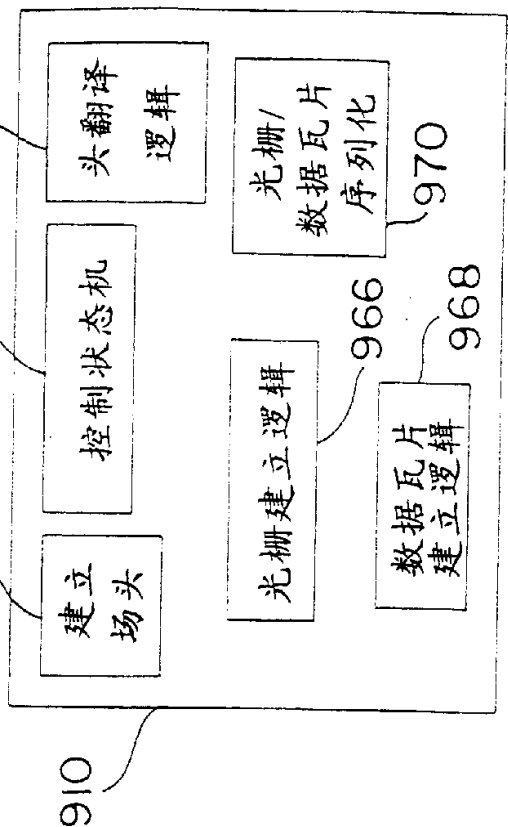 建立
场头
控制状态机
头翻译
逻辑
光栅建立逻辑
966
数据瓦片
建立逻辑
968
光栅/
数据瓦片
序列化
970
910